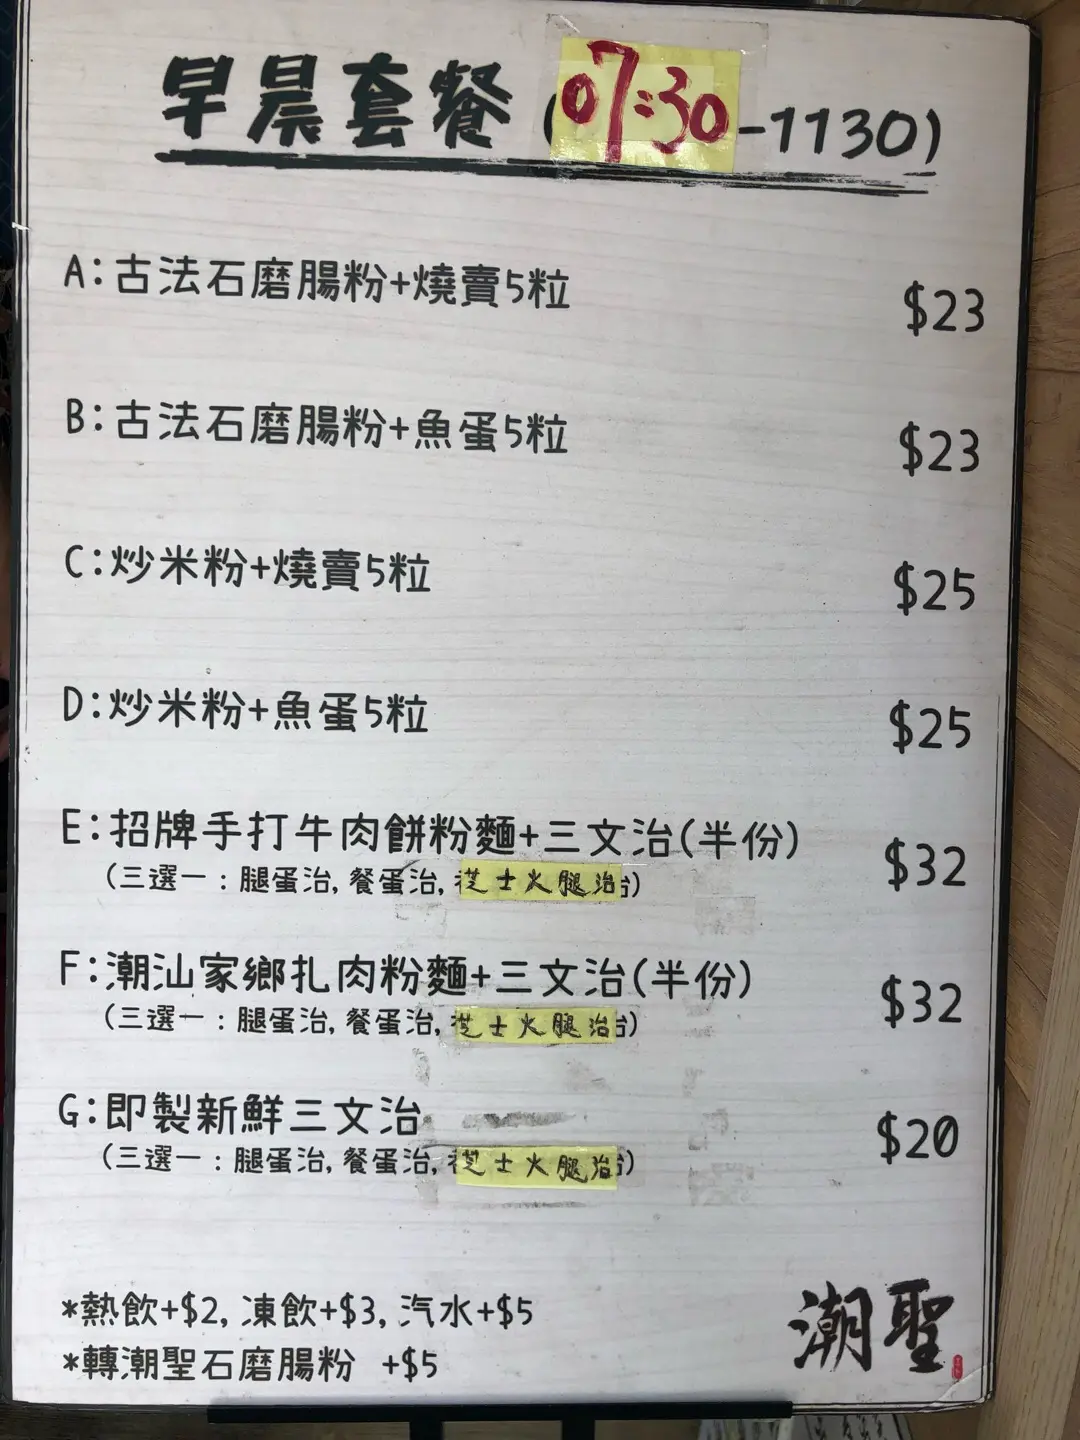 早晨套餐(07:30-1130)
A:古法石磨腸粉+燒賣5粒
$23
B:古法石磨腸粉+魚蛋5粒
$23
C:炒米粉+燒賣5粒
$25
D:炒米粉+魚蛋5粒
$25
E:招牌手打牛肉餅粉麵+三文治(半份)
$32
(三選一:腿蛋治,餐蛋治,芝士火腿治)
F:潮汕家鄉扎肉粉麵+三文治(半份)
$32
(三選一:腿蛋治,餐蛋治,芝士火腿治)
G:即製新鮮三文治
$20
(三選一:腿蛋治,餐蛋治,芝士火腿治)
*熱飲+$2,凍飲+$3,汽水+$5
*轉潮聖石磨腸粉 +$5
潮聖